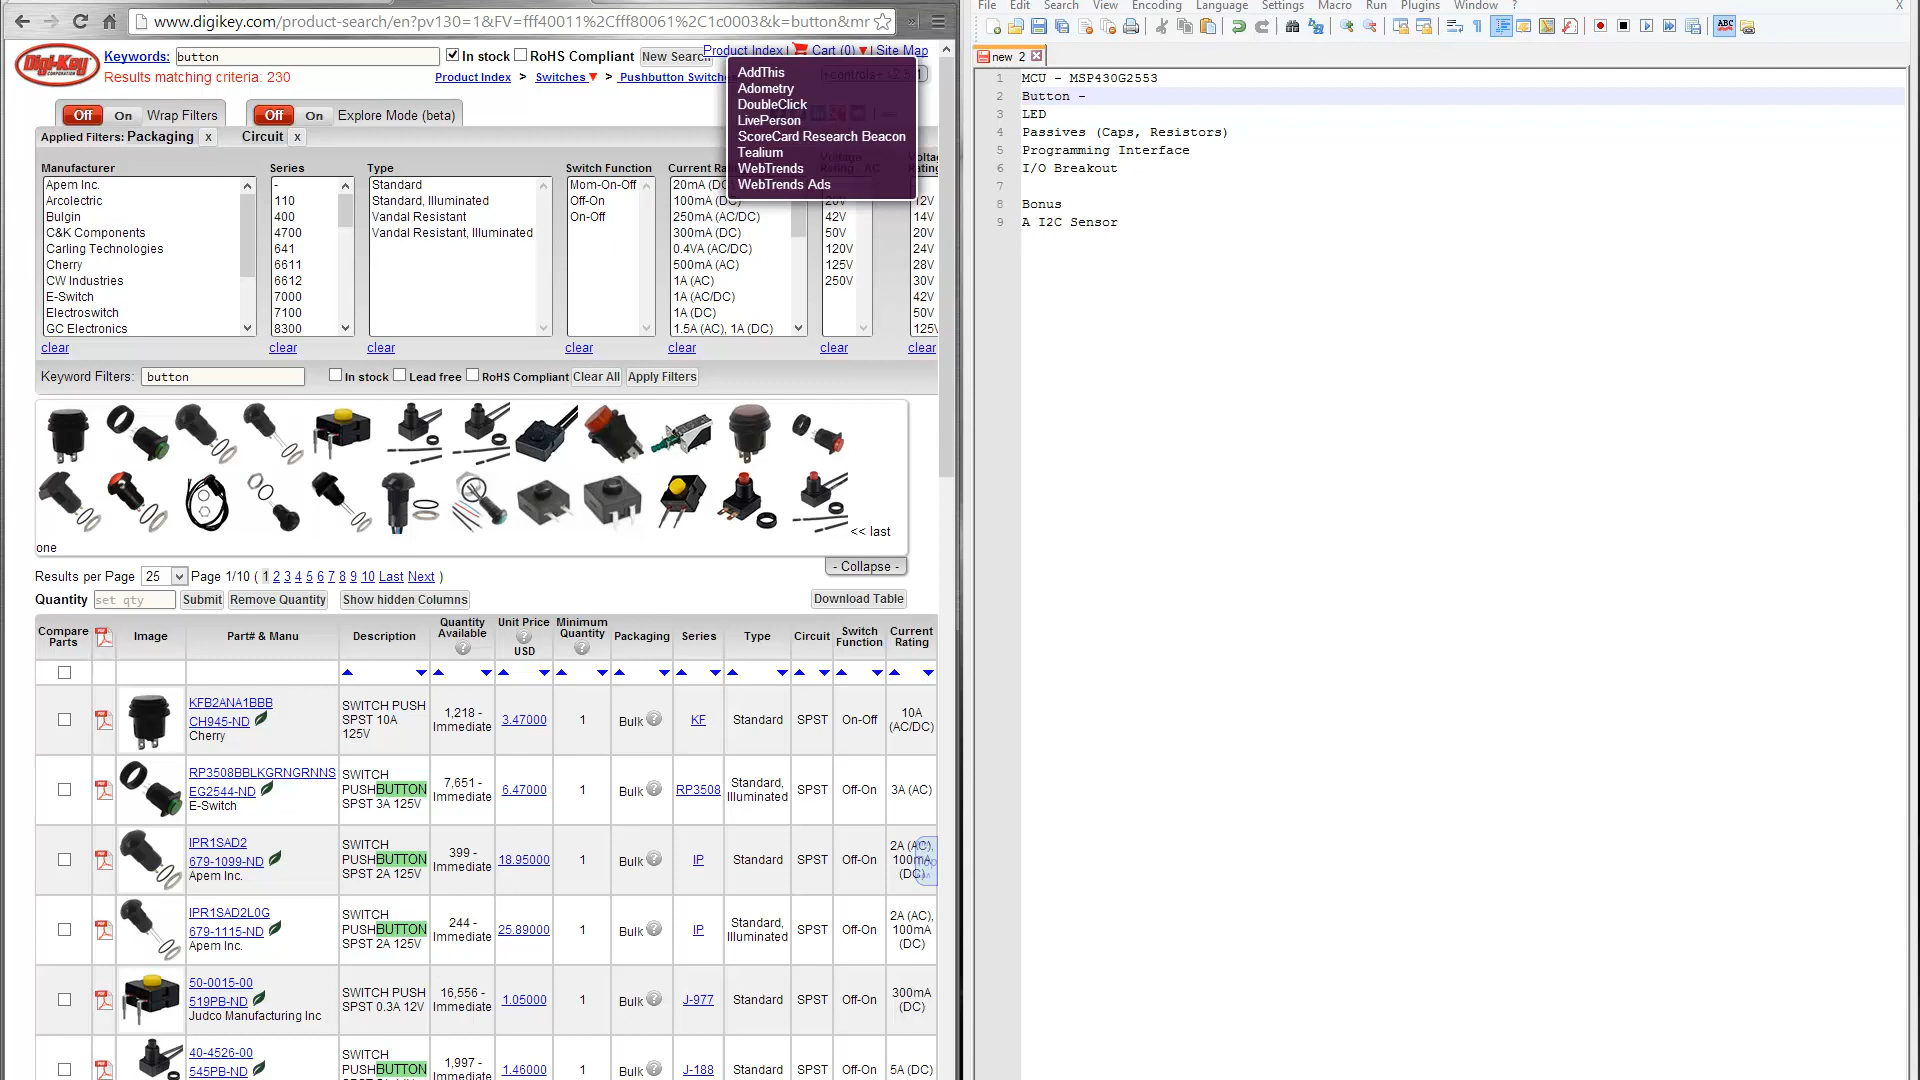 www.digikey.com/product-search/en?pv130=1&FV=fff40011%2Cfff80061%2C1c0003&k=button&mr
»
Digi-Key CORPORATION
Keywords: button In stock RoHS Compliant New Search Product Index | Cart (0) | Site Map
Results matching criteria: 230
Product Index > Switches > Pushbutton Switches
AddThis
Adometry
DoubleClick
LivePerson
ScoreCard Research Beacon
Tealium
WebTrends
WebTrends Ads
Off On Wrap Filters Off On Explore Mode (beta)
Applied Filters: Packaging x Circuit x
Manufacturer
Apem Inc.
Arcolectric
Bulgin
C&K Components
Carling Technologies
Cherry
CW Industries
E-Switch
Electroswitch
GC Electronics
clear
Series
-
110
400
4700
641
6611
6612
7000
7100
8300
clear
Type
Standard
Standard, Illuminated
Vandal Resistant
Vandal Resistant, Illuminated
clear
Switch Function
Mom-On-Off
Off-On
On-Off
clear
Current Ra
20mA (DC
100mA (DC
250mA (AC/DC)
300mA (DC)
0.4VA (AC/DC)
500mA (AC)
1A (AC)
1A (AC/DC)
1A (DC)
1.5A (AC), 1A (DC)
clear
42V
50V
120V
125V
250V
clear
12V
14V
20V
24V
28V
30V
42V
50V
125V
clear
Keyword Filters: button In stock Lead free RoHS Compliant Clear All Apply Filters
<< last
one
- Collapse -
Results per Page 25 Page 1/10 ( 1 2 3 4 5 6 7 8 9 10 Last Next )
Quantity set qty Submit Remove Quantity Show hidden Columns Download Table
Compare Parts Image Part# & Manu Description Quantity Available Unit Price USD Minimum Quantity Packaging Series Type Circuit Switch Function Current Rating
KFB2ANA1BBB CH945-ND Cherry SWITCH PUSH SPST 10A 125V 1,218 - Immediate 3.47000 1 Bulk KF Standard SPST On-Off 10A (AC/DC)
RP3508BBLKGRNGRNNS EG2544-ND E-Switch SWITCH PUSHBUTTON SPST 3A 125V 7,651 - Immediate 6.47000 1 Bulk RP3508 Standard, Illuminated SPST Off-On 3A (AC)
IPR1SAD2 679-1099-ND Apem Inc. SWITCH PUSHBUTTON SPST 2A 125V 399 - Immediate 18.95000 1 Bulk IP Standard SPST Off-On 2A (AC), 100mA (DC)
IPR1SAD2L0G 679-1115-ND Apem Inc. SWITCH PUSHBUTTON SPST 2A 125V 244 - Immediate 25.89000 1 Bulk IP Standard, Illuminated SPST Off-On 2A (AC), 100mA (DC)
50-0015-00 519PB-ND Judco Manufacturing Inc SWITCH PUSH SPST 0.3A 12V 16,556 - Immediate 1.05000 1 Bulk J-977 Standard SPST Off-On 300mA (DC)
40-4526-00 545PB-ND SWITCH PUSHBUTTON 1,997 - Immediate 1.46000 1 Bulk J-188 Standard SPST Off-On 5A (DC)
File Edit Search View Encoding Language Settings Macro Run Plugins Window ? X
new 2
1 MCU - MSP430G2553
2 Button -
3 LED
4 Passives (Caps, Resistors)
5 Programming Interface
6 I/O Breakout
7
8 Bonus
9 A I2C Sensor